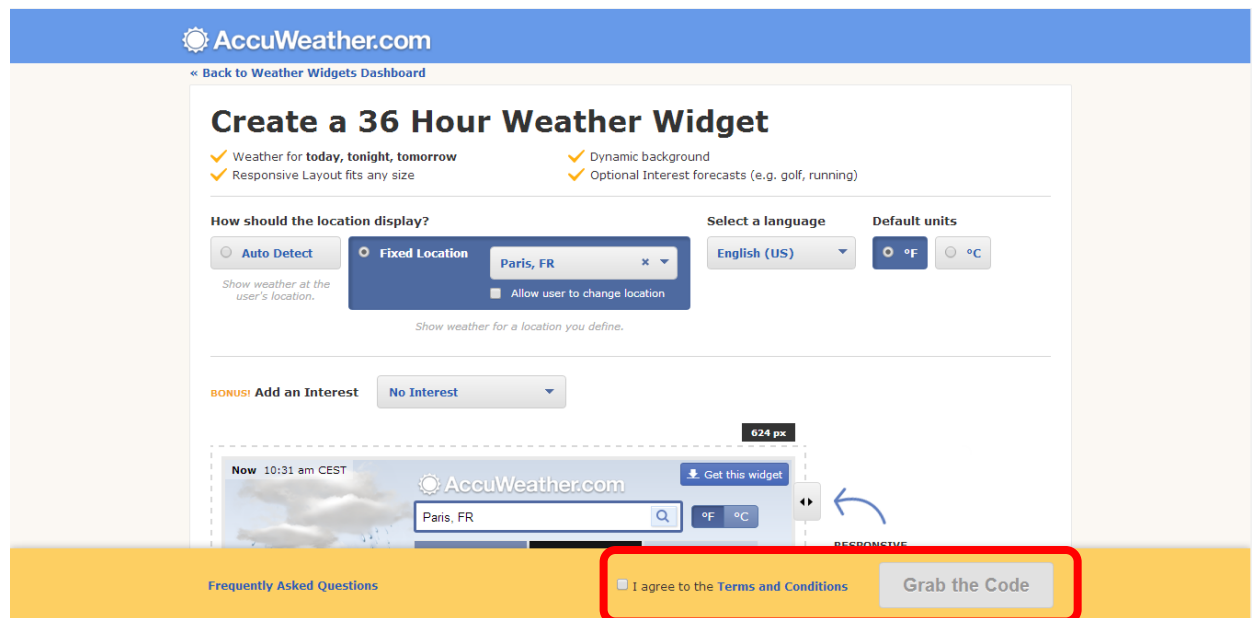 AccuWeather.com
« Back to Weather Widgets Dashboard
Create a 36 Hour Weather Widget
Weather for today, tonight, tomorrow
Dynamic background
Responsive Layout fits any size
Optional Interest forecasts (e.g. golf, running)
How should the location display?
Select a language
Default units
Auto Detect
Fixed Location
Paris, FR
English (US)
°F
°C
Show weather at the
user's location.
Allow user to change location
Show weather for a location you define.
BONUS! Add an Interest
No Interest
624 px
Now 10:31 am CEST
AccuWeather.com
Get this widget
Paris, FR
°F °C
RESPONSIVE
Frequently Asked Questions
I agree to the Terms and Conditions
Grab the Code